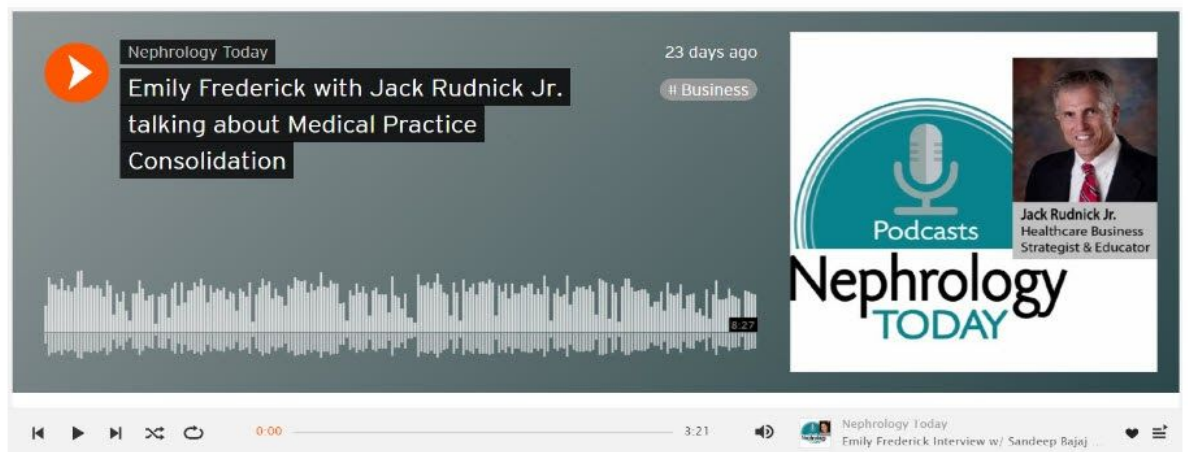 Nephrology Today
23 days ago
Emily Frederick with Jack Rudnick Jr.
# Business
talking about Medical Practice
Consolidation
8:27
Podcasts
Jack Rudnick Jr.
Healthcare Business
Strategist & Educator
Nephrology
TODAY
0:00
3:21
Nephrology Today
Emily Frederick Interview w/ Sandeep Bajaj ...